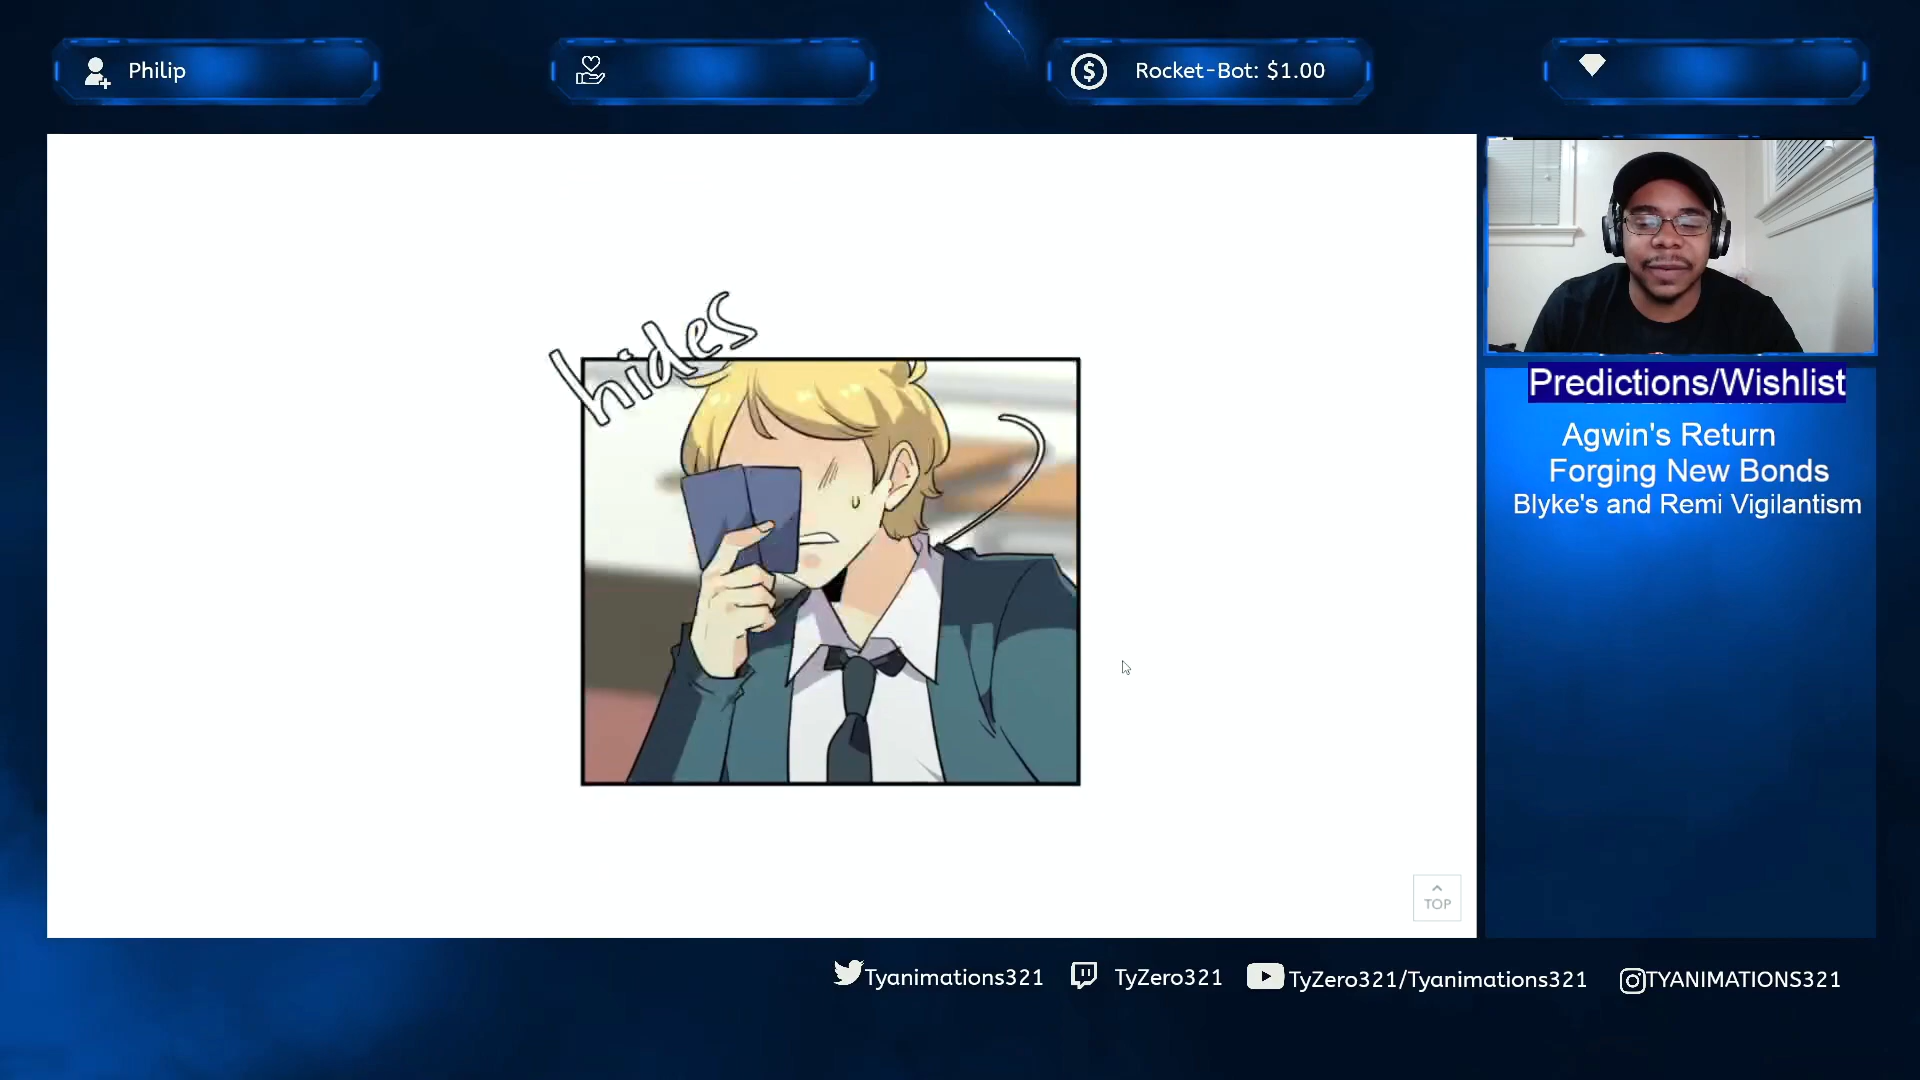 Philip
Rocket-Bot: $1.00
hides
Predictions/Wishlist
Agwin's Return
Forging New Bonds
Blyke's and Remi Vigilantism
TOP
Tyanimations321
TyZero321
TyZero321/Tyanimations321
TYANIMATIONS321